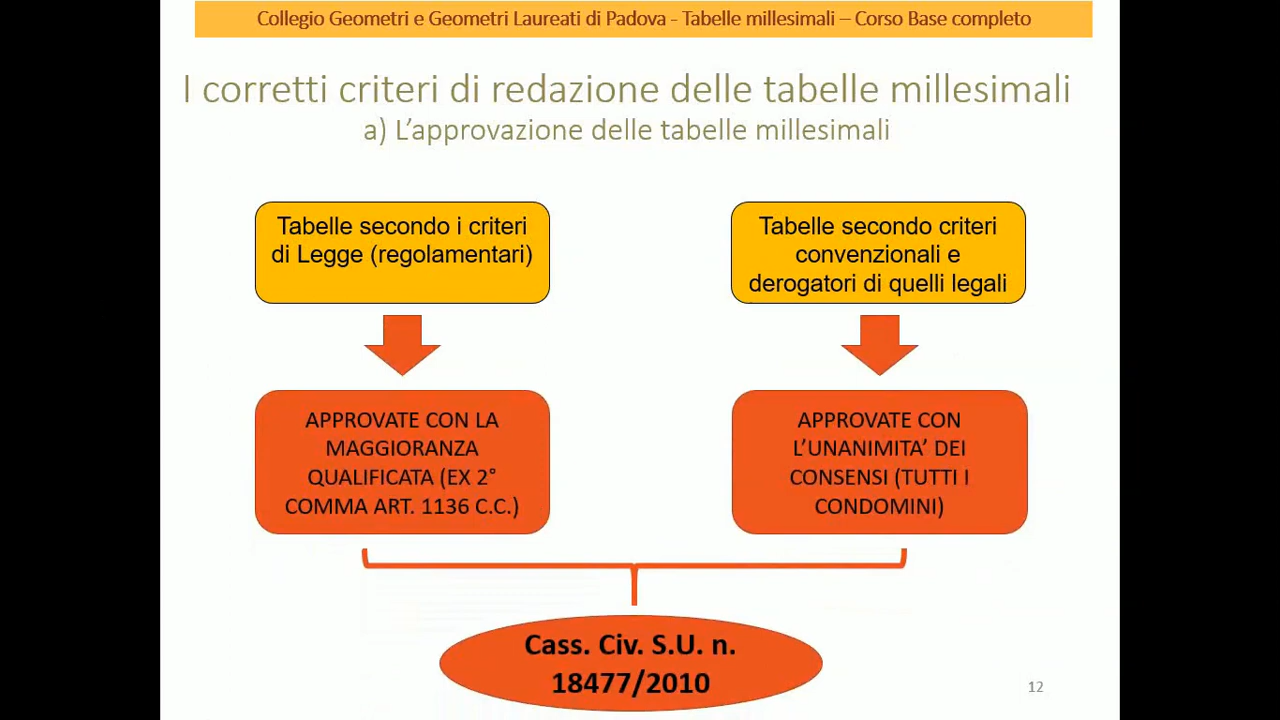 Collegio Geometri e Geometri Laureati di Padova - Tabelle millesimali – Corso Base completo
I corretti criteri di redazione delle tabelle millesimali
a) L’approvazione delle tabelle millesimali
Tabelle secondo i criteri
di Legge (regolamentari)
Tabelle secondo criteri
convenzionali e
derogatori di quelli legali
APPROVATE CON LA
MAGGIORANZA
QUALIFICATA (EX 2°
COMMA ART. 1136 C.C.)
APPROVATE CON
L’UNANIMITA’ DEI
CONSENSI (TUTTI I
CONDOMINI)
Cass. Civ. S.U. n.
18477/2010
12